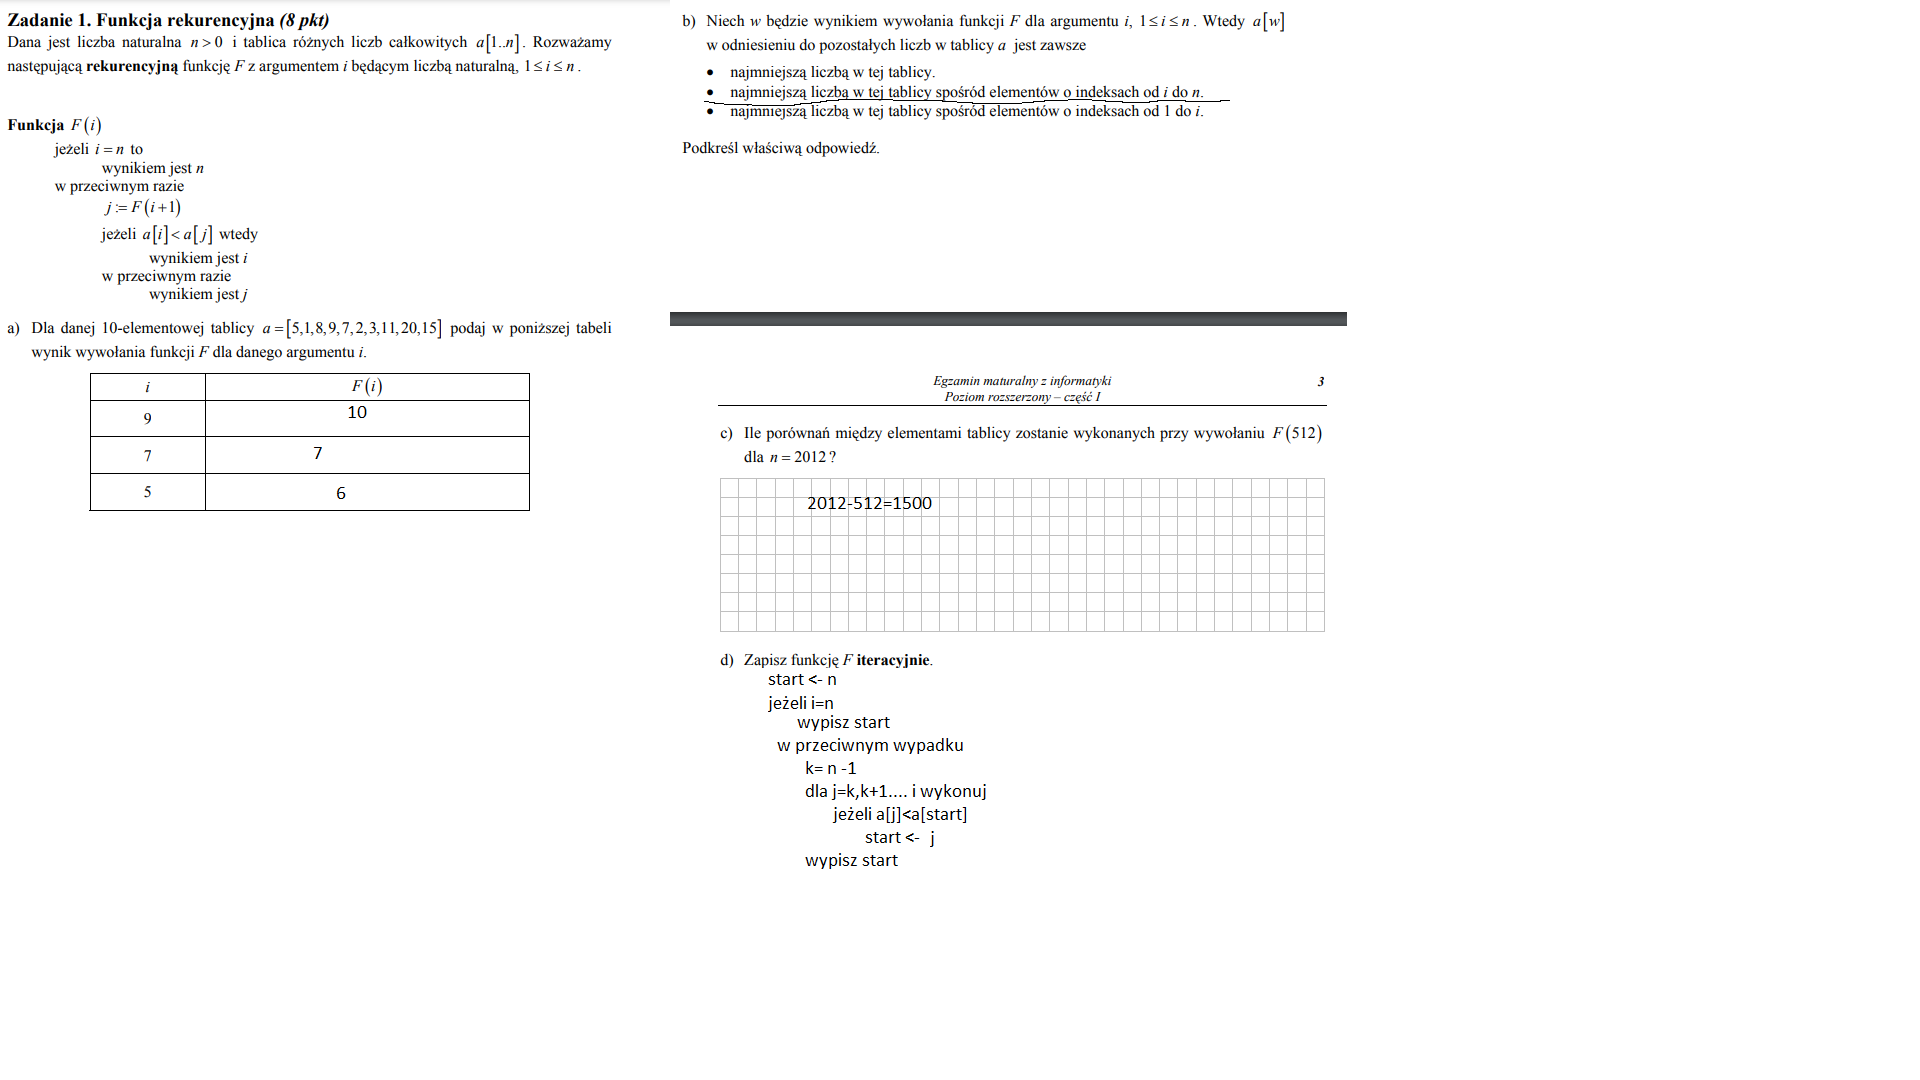 Zadanie 1. Funkcja rekurencyjna (8 pkt)
Dana jest liczba naturalna n > 0 i tablica różnych liczb całkowitych a[1..n]. Rozważamy
następującą rekurencyjną funkcję F z argumentem i będącym liczbą naturalną, 1 ≤ i ≤ n.
Funkcja F(i)
jeżeli i = n to
wynikiem jest n
w przeciwnym razie
j := F(i+1)
jeżeli a[i] < a[j] wtedy
wynikiem jest i
w przeciwnym razie
wynikiem jest j
a) Dla danej 10-elementowej tablicy a = [5,1,8,9,7,2,3,11,20,15] podaj w poniższej tabeli
wynik wywołania funkcji F dla danego argumentu i.
i F(i)
9 10
7 7
5 6
b) Niech w będzie wynikiem wywołania funkcji F dla argumentu i, 1 ≤ i ≤ n. Wtedy a[w]
w odniesieniu do pozostałych liczb w tablicy a jest zawsze
• najmniejszą liczbą w tej tablicy.
• najmniejszą liczbą w tej tablicy spośród elementów o indeksach od i do n.
• najmniejszą liczbą w tej tablicy spośród elementów o indeksach od 1 do i.
Podkreśl właściwą odpowiedź.
Egzamin maturalny z informatyki 3
Poziom rozszerzony – część I
c) Ile porównań między elementami tablicy zostanie wykonanych przy wywołaniu F(512)
dla n = 2012?
2012-512=1500
d) Zapisz funkcję F iteracyjnie.
start <- n
jeżeli i=n
wypisz start
w przeciwnym wypadku
k= n -1
dla j=k,k+1.... i wykonuj
jeżeli a[j]<a[start]
start <- j
wypisz start